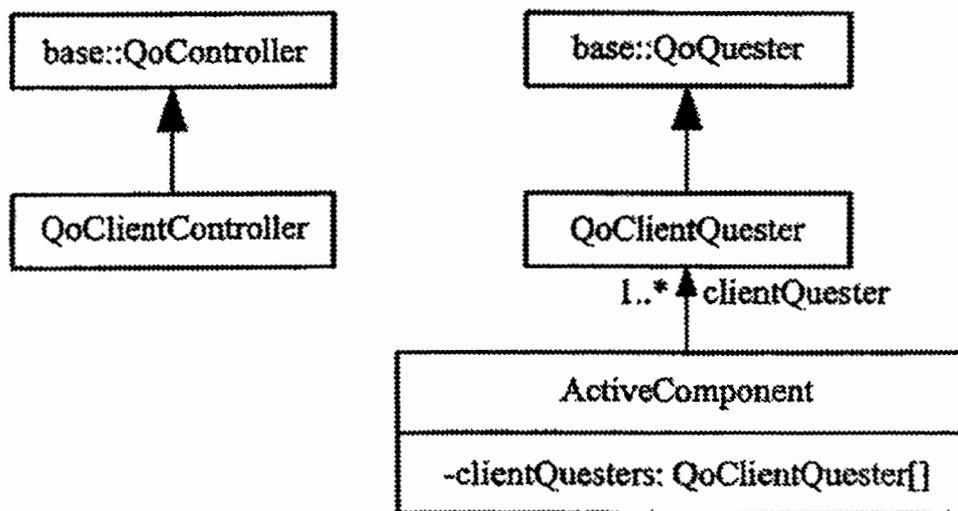 base::QoController
base::QoQuester
QoClientController
QoClientQuester
1..* clientQuester
ActiveComponent
-clientQuesters: QoClientQuester[]